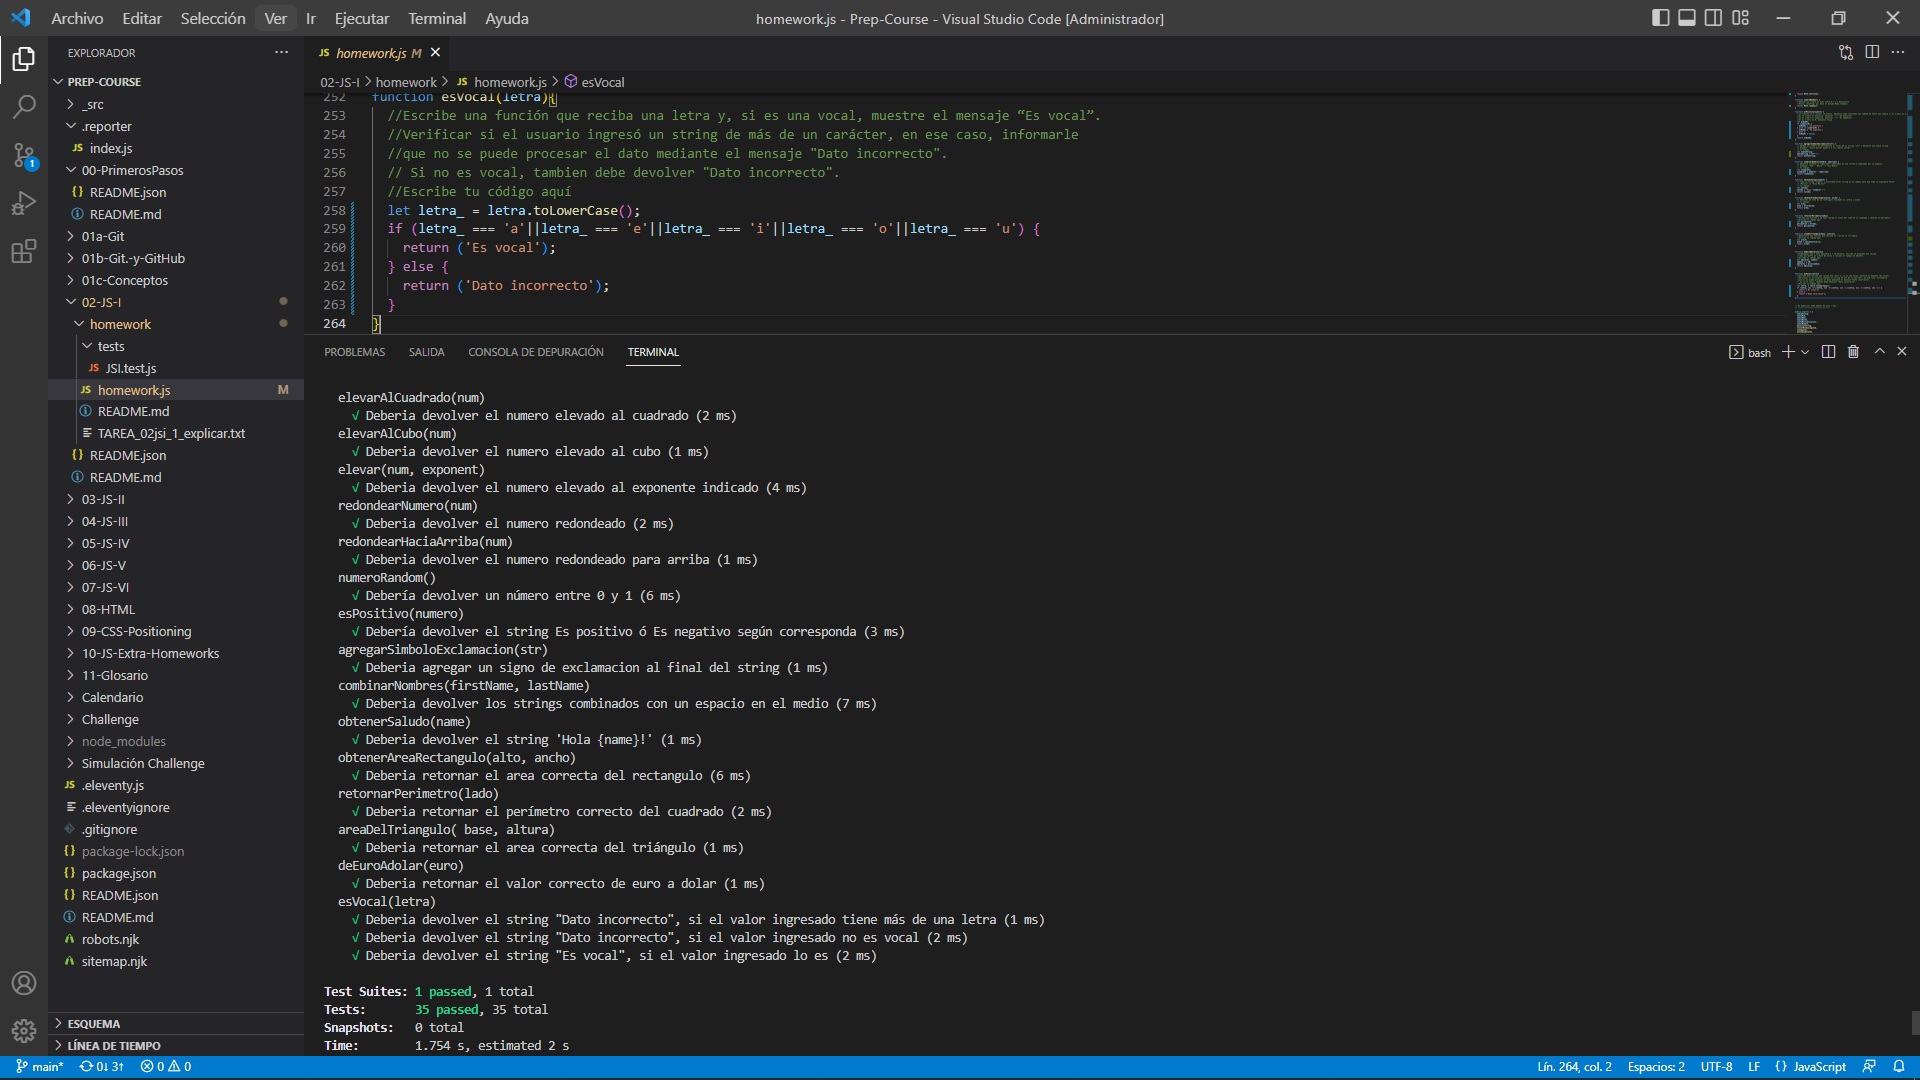 Archivo Editar Selección Ver Ir Ejecutar Terminal Ayuda
homework.js - Prep-Course - Visual Studio Code [Administrador]
EXPLORADOR
PREP-COURSE
_src
.reporter
JS index.js
00-PrimerosPasos
{} README.json
README.md
01a-Git
01b-Git.-y-GitHub
01c-Conceptos
02-JS-I
homework
tests
JS JSI.test.js
JS homework.js M
README.md
TAREA_02jsi_1_explicar.txt
{} README.json
README.md
03-JS-II
04-JS-III
05-JS-IV
06-JS-V
07-JS-VI
08-HTML
09-CSS-Positioning
10-JS-Extra-Homeworks
11-Glosario
Calendario
Challenge
node_modules
Simulación Challenge
JS .eleventy.js
.eleventyignore
.gitignore
{} package-lock.json
{} package.json
{} README.json
README.md
robots.njk
sitemap.njk
ESQUEMA
LÍNEA DE TIEMPO
1
JS homework.js M
02-JS-I > homework > JS homework.js > esVocal
252 function esVocal(letra){
253 //Escribe una función que reciba una letra y, si es una vocal, muestre el mensaje “Es vocal”.
254 //Verificar si el usuario ingresó un string de más de un carácter, en ese caso, informarle
255 //que no se puede procesar el dato mediante el mensaje "Dato incorrecto".
256 // Si no es vocal, tambien debe devolver "Dato incorrecto".
257 //Escribe tu código aquí
258 let letra_ = letra.toLowerCase();
259 if (letra_ === 'a'||letra_ === 'e'||letra_ === 'i'||letra_ === 'o'||letra_ === 'u') {
260 return ('Es vocal');
261 } else {
262 return ('Dato incorrecto');
263 }
264 }
PROBLEMAS SALIDA CONSOLA DE DEPURACIÓN TERMINAL
bash
elevarAlCuadrado(num)
√ Deberia devolver el numero elevado al cuadrado (2 ms)
elevarAlCubo(num)
√ Deberia devolver el numero elevado al cubo (1 ms)
elevar(num, exponent)
√ Deberia devolver el numero elevado al exponente indicado (4 ms)
redondearNumero(num)
√ Deberia devolver el numero redondeado (2 ms)
redondearHaciaArriba(num)
√ Deberia devolver el numero redondeado para arriba (1 ms)
numeroRandom()
√ Debería devolver un número entre 0 y 1 (6 ms)
esPositivo(numero)
√ Debería devolver el string Es positivo ó Es negativo según corresponda (3 ms)
agregarSimboloExclamacion(str)
√ Deberia agregar un signo de exclamacion al final del string (1 ms)
combinarNombres(firstName, lastName)
√ Deberia devolver los strings combinados con un espacio en el medio (7 ms)
obtenerSaludo(name)
√ Deberia devolver el string 'Hola {name}!' (1 ms)
obtenerAreaRectangulo(alto, ancho)
√ Deberia retornar el area correcta del rectangulo (6 ms)
retornarPerimetro(lado)
√ Deberia retornar el perímetro correcto del cuadrado (2 ms)
areaDelTriangulo( base, altura)
√ Deberia retornar el area correcta del triángulo (1 ms)
deEuroAdolar(euro)
√ Deberia retornar el valor correcto de euro a dolar (1 ms)
esVocal(letra)
√ Deberia devolver el string "Dato incorrecto", si el valor ingresado tiene más de una letra (1 ms)
√ Deberia devolver el string "Dato incorrecto", si el valor ingresado no es vocal (2 ms)
√ Deberia devolver el string "Es vocal", si el valor ingresado lo es (2 ms)
Test Suites: 1 passed, 1 total
Tests: 35 passed, 35 total
Snapshots: 0 total
Time: 1.754 s, estimated 2 s
main* 0↓ 3↑ 0 0
Lín. 264, col. 2 Espacios: 2 UTF-8 LF {} JavaScript